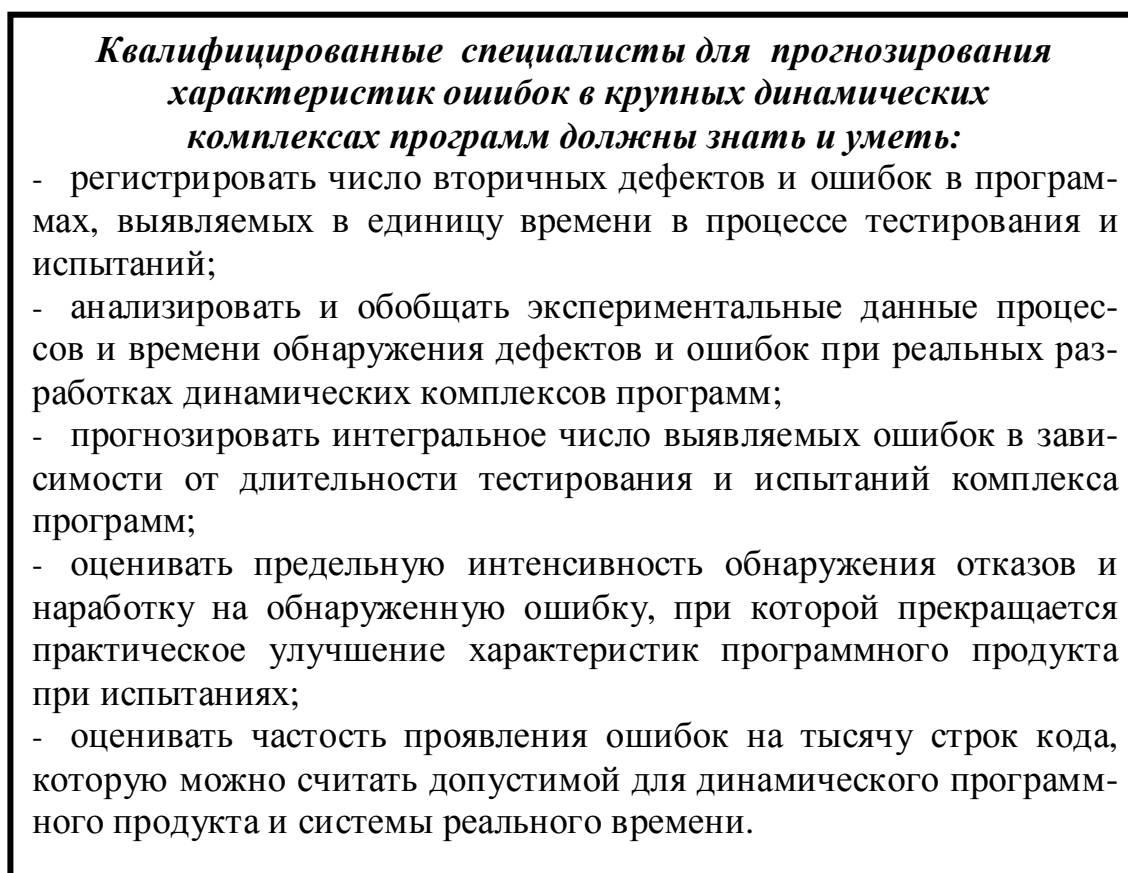 Квалифицированные специалисты для прогнозирования
характеристик ошибок в крупных динамических
комплексах программ должны знать и уметь:
- регистрировать число вторичных дефектов и ошибок в програм-
мах, выявляемых в единицу времени в процессе тестирования и
испытаний;
- анализировать и обобщать экспериментальные данные процес-
сов и времени обнаружения дефектов и ошибок при реальных раз-
работках динамических комплексов программ;
- прогнозировать интегральное число выявляемых ошибок в зави-
симости от длительности тестирования и испытаний комплекса
программ;
- оценивать предельную интенсивность обнаружения отказов и
наработку на обнаруженную ошибку, при которой прекращается
практическое улучшение характеристик программного продукта
при испытаниях;
- оценивать частость проявления ошибок на тысячу строк кода,
которую можно считать допустимой для динамического программ-
ного продукта и системы реального времени.